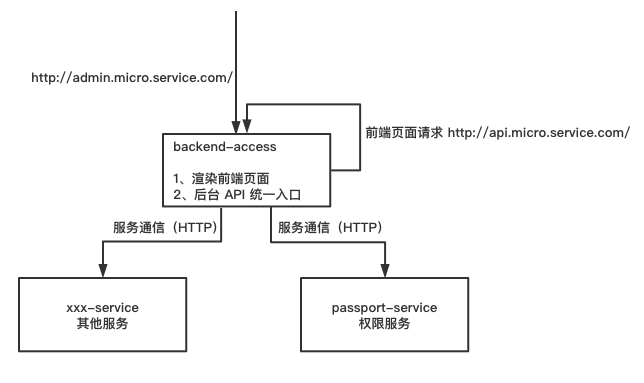 http://admin.micro.service.com/
前端页面请求 http://api.micro.service.com/
backend-access
1、渲染前端页面
2、后台 API 统一入口
服务通信（HTTP）
服务通信（HTTP）
xxx-service
其他服务
passport-service
权限服务